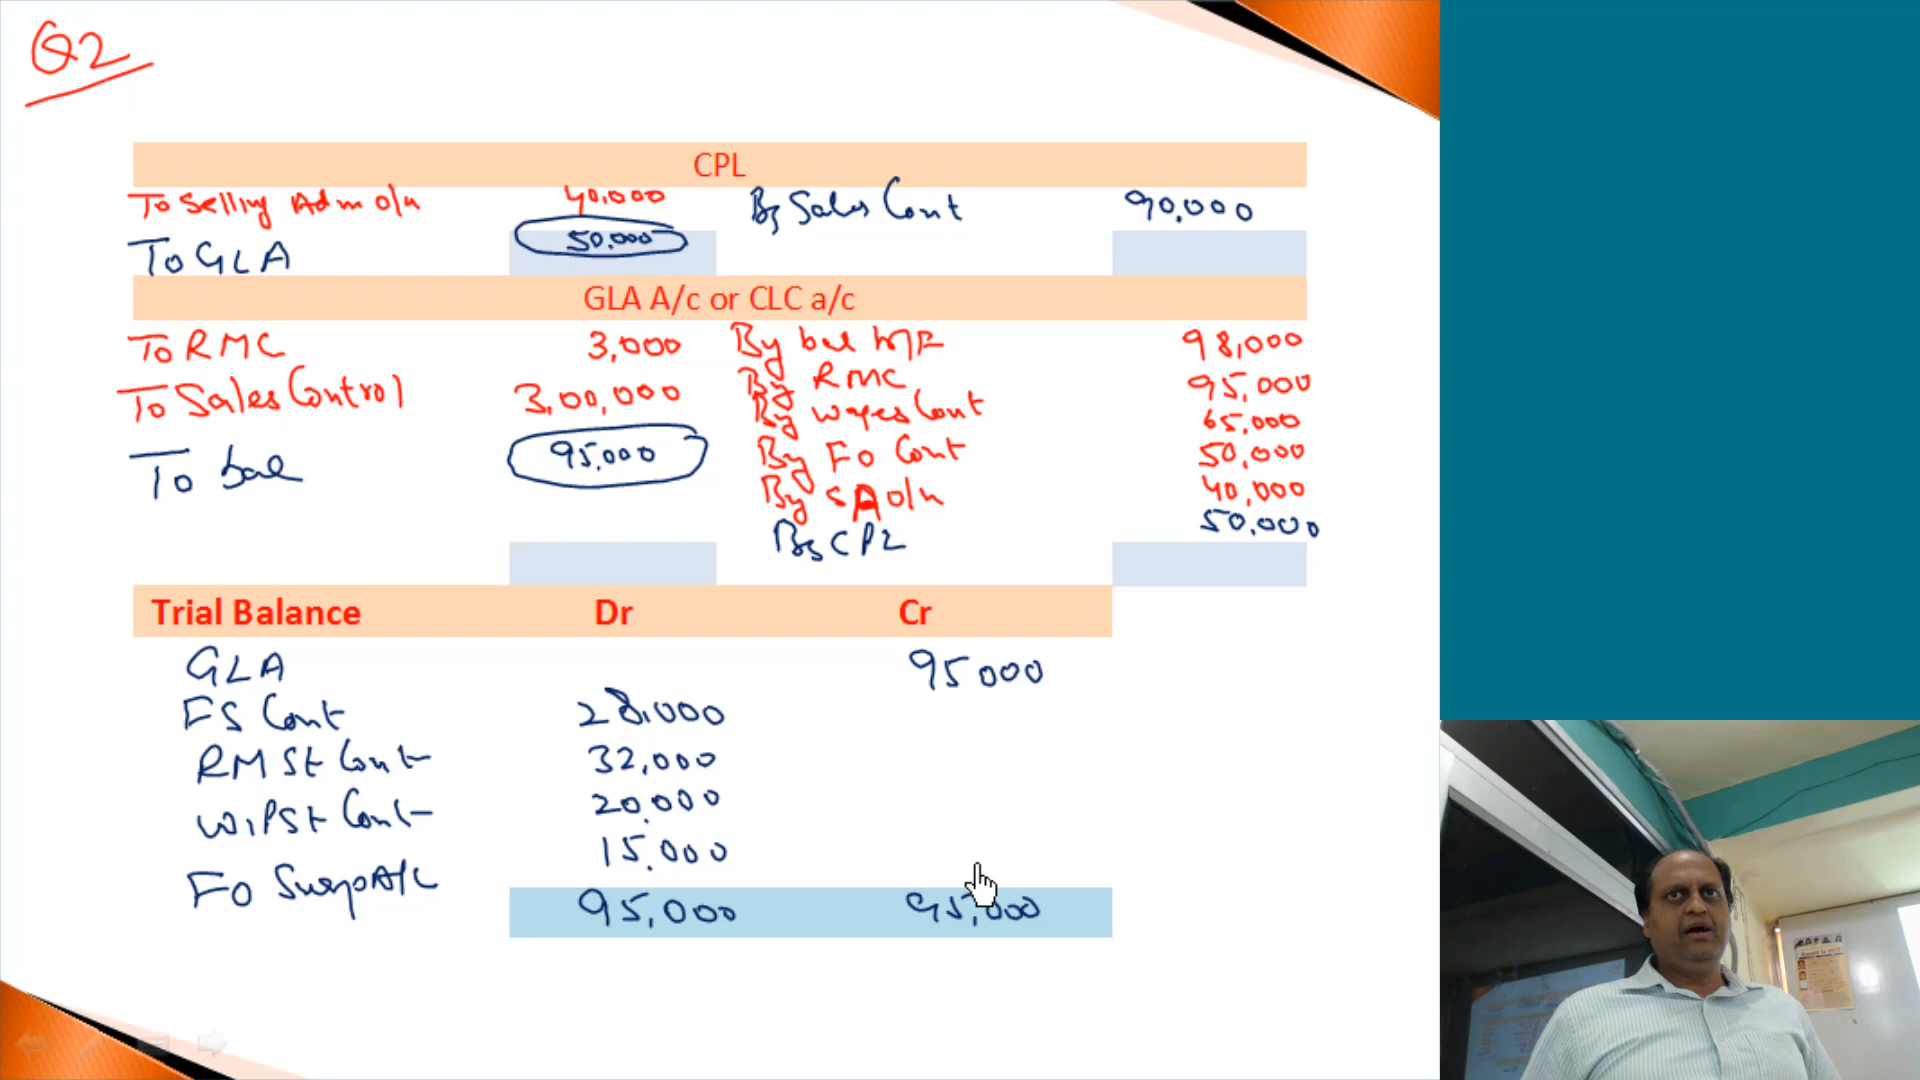 Q2
CPL
To Selling Adm o/h 40,000 By Sales Cont 90,000
To GLA 50,000
GLA A/c or CLC a/c
To RMC 3,000 By bal b/f 98,000
To Sales Control 3,00,000 By RMC 95,000
By Wages Cont 65,000
To bal 95,000 By FO Cont 50,000
By SA o/h 40,000
By CPL 50,000
Trial Balance Dr Cr
GLA 95000
FS Cont 28,000
RM St Cont 32,000
WIP St Cont 20,000
FO A/c 15,000
95,000 95,000